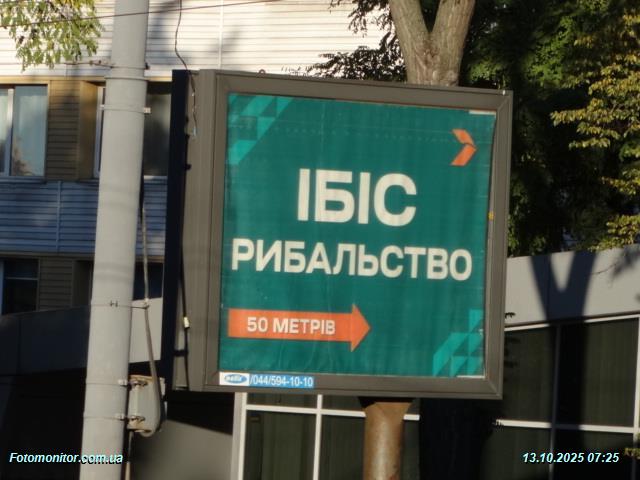 ІБІС
РИБАЛЬСТВО
50 МЕТРІВ
/044/594-10-10
Fotomonitor.com.ua
13.10.2025 07:25